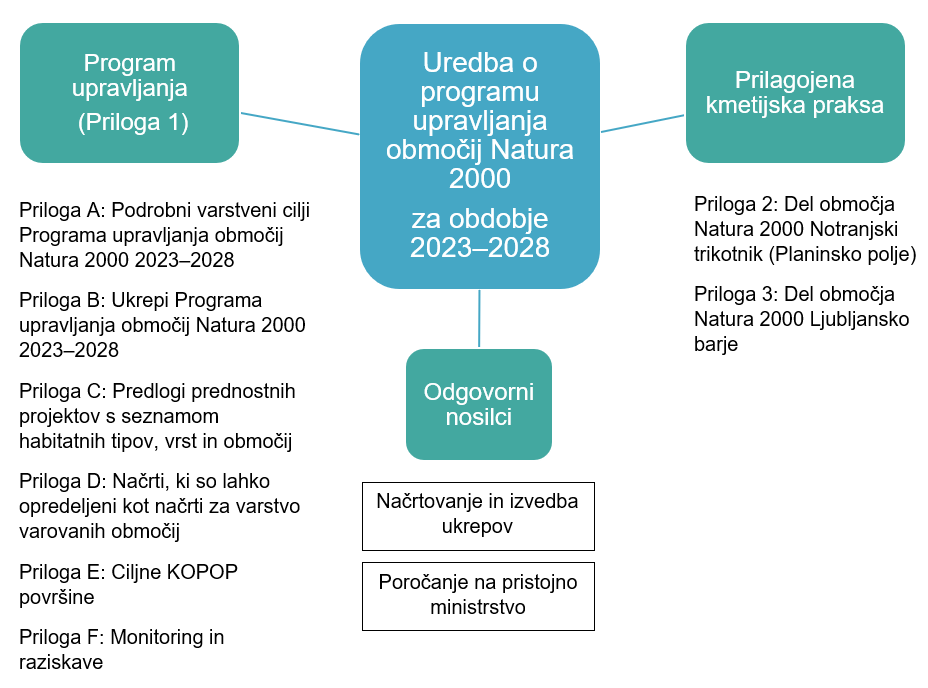 Program
upravljanja
(Priloga 1)
Priloga A: Podrobni varstveni cilji
Programa upravljanja območij
Natura 2000 2023–2028
Priloga B: Ukrepi Programa
upravljanja območij Natura 2000
2023–2028
Priloga C: Predlogi prednostnih
projektov s seznamom
habitatnih tipov, vrst in območij
Priloga D: Načrti, ki so lahko
opredeljeni kot načrti za varstvo
varovanih območij
Priloga E: Ciljne KOPOP
površine
Priloga F: Monitoring in
raziskave
Uredba o
programu
upravljanja
območij Natura
2000
za obdobje
2023–2028
Odgovorni
nosilci
Načrtovanje in izvedba
ukrepov
Poročanje na pristojno
ministrstvo
Prilagojena
kmetijska praksa
Priloga 2: Del območja
Natura 2000 Notranjski
trikotnik (Planinsko polje)
Priloga 3: Del območja
Natura 2000 Ljubljansko
barje